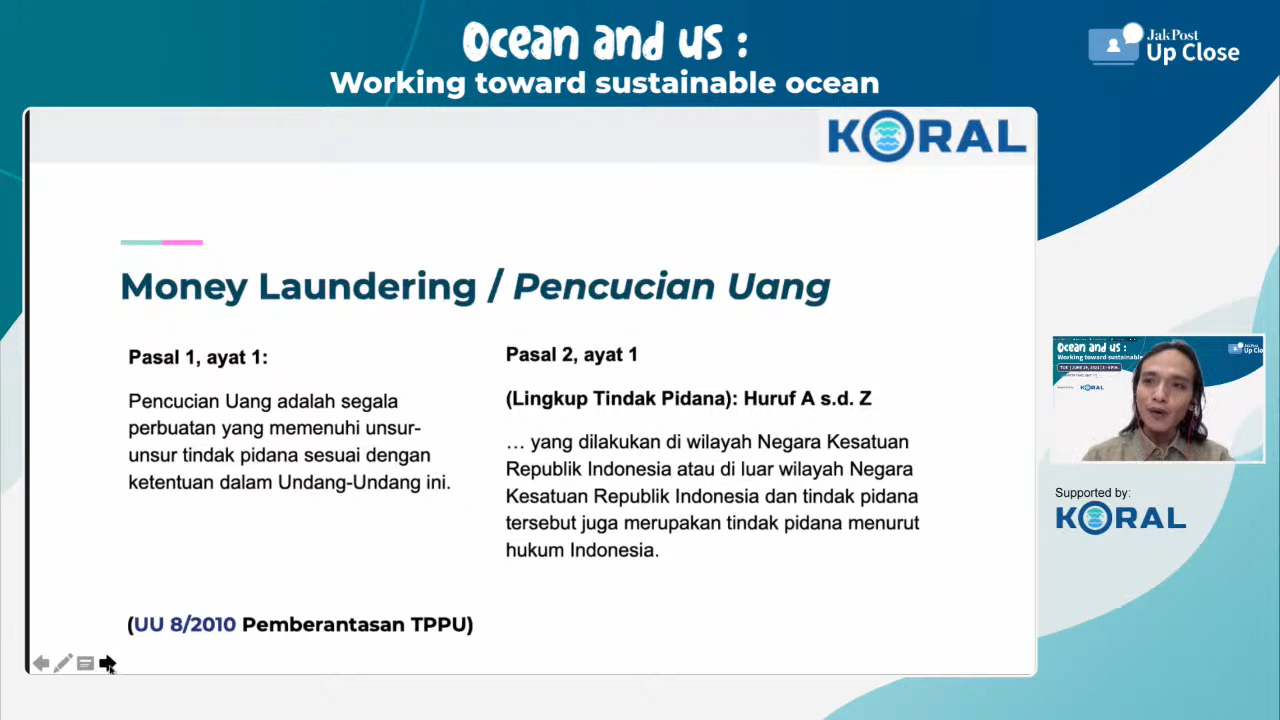 Ocean and us :
Working toward sustainable ocean
JakPost
Up Close
KORAL
Money Laundering / Pencucian Uang
Pasal 1, ayat 1:
Pencucian Uang adalah segala
perbuatan yang memenuhi unsur-
unsur tindak pidana sesuai dengan
ketentuan dalam Undang-Undang ini.
Pasal 2, ayat 1
(Lingkup Tindak Pidana): Huruf A s.d. Z
… yang dilakukan di wilayah Negara Kesatuan
Republik Indonesia atau di luar wilayah Negara
Kesatuan Republik Indonesia dan tindak pidana
tersebut juga merupakan tindak pidana menurut
hukum Indonesia.
(UU 8/2010 Pemberantasan TPPU)
Ocean and us :
Working toward sustainable
JakPost
Up Clo
KORAL
Supported by:
KORAL